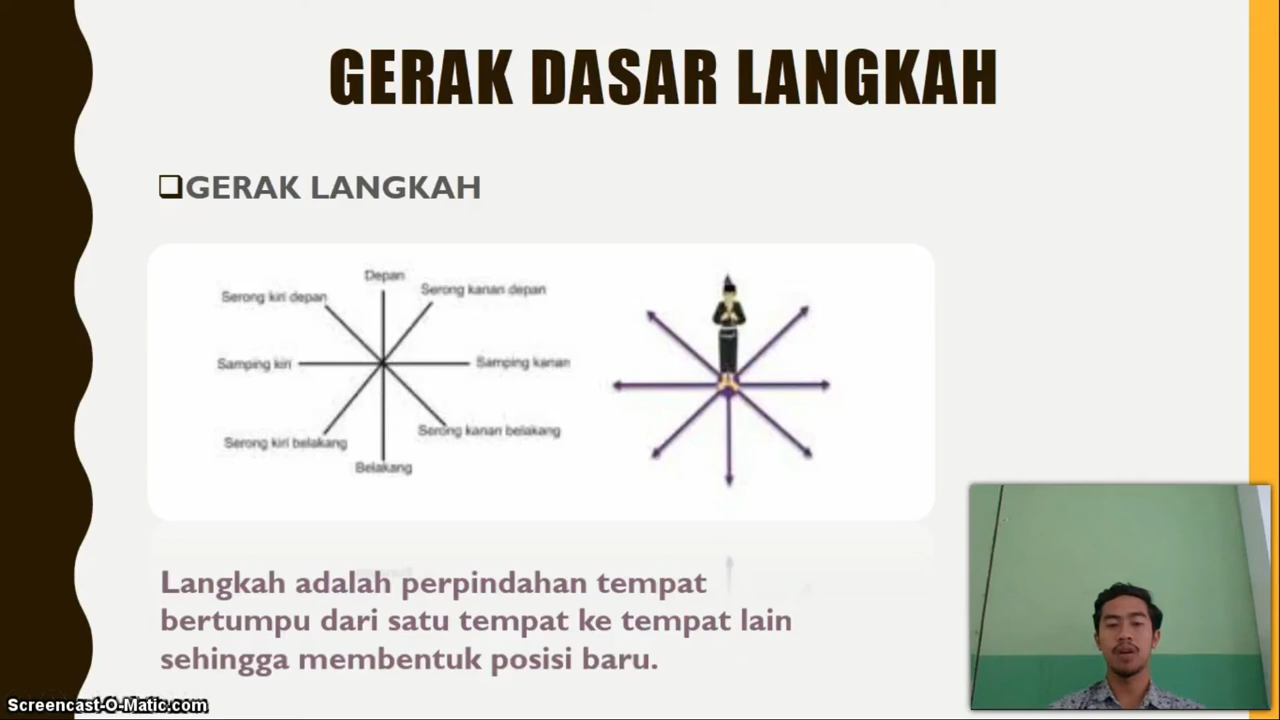 GERAK DASAR LANGKAH
GERAK LANGKAH
Depan
Serong kiri depan
Serong kanan depan
Samping kiri
Samping kanan
Serong kiri belakang
Serong kanan belakang
Belakang
Langkah adalah perpindahan tempat
bertumpu dari satu tempat ke tempat lain
sehingga membentuk posisi baru.
Screencast-O-Matic.com